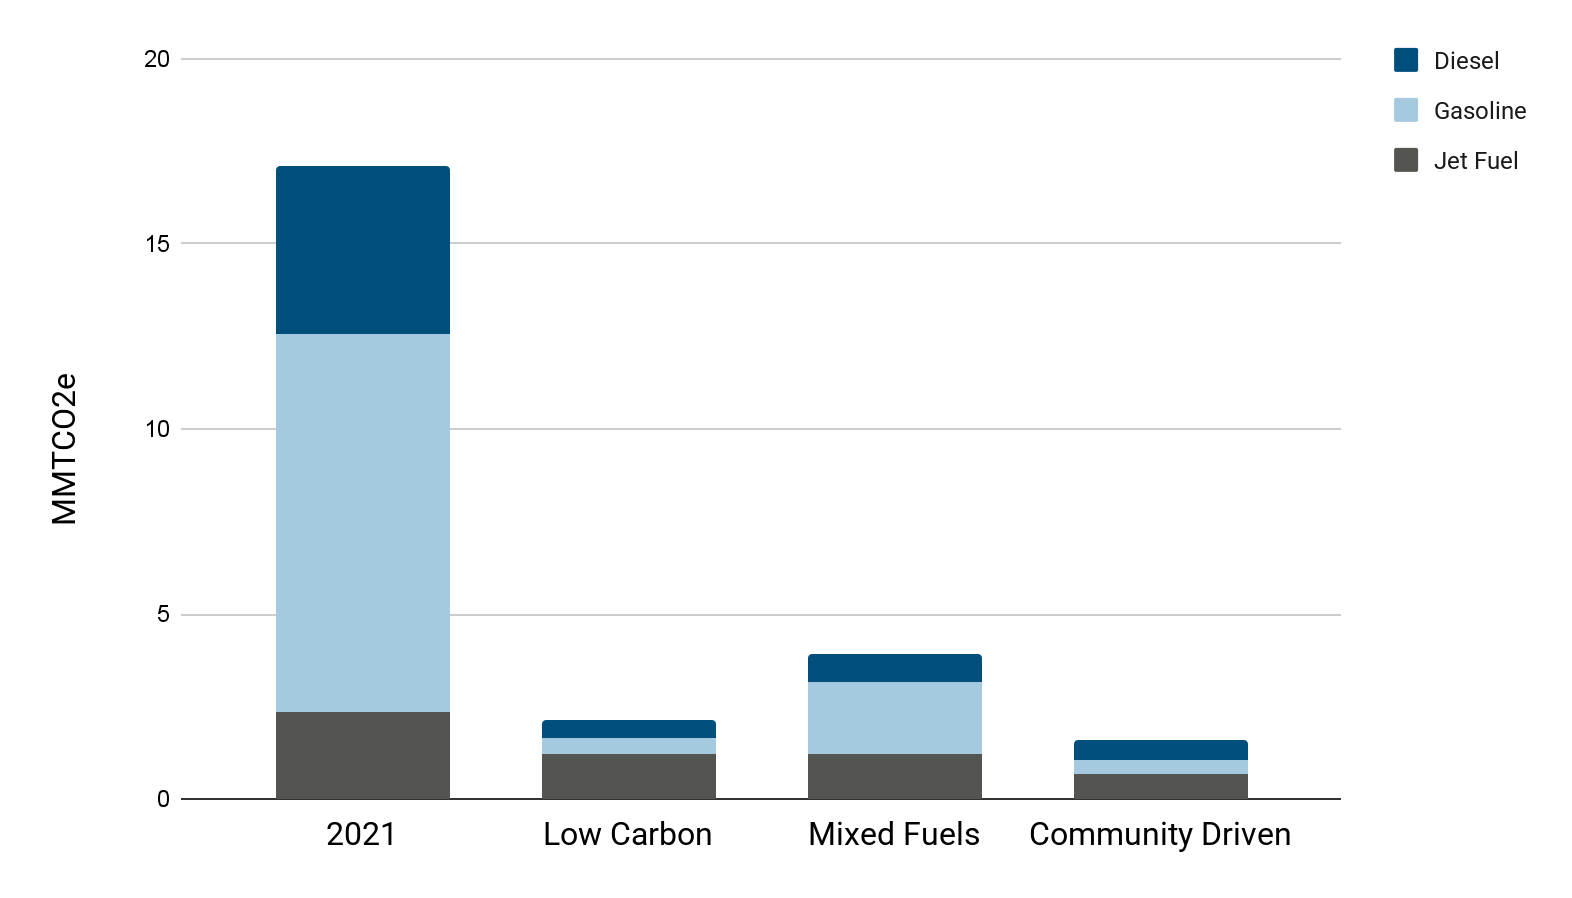 20
15
10
5
0
MMTCO2e
2021
Low Carbon
Mixed Fuels
Community Driven
Diesel
Gasoline
Jet Fuel